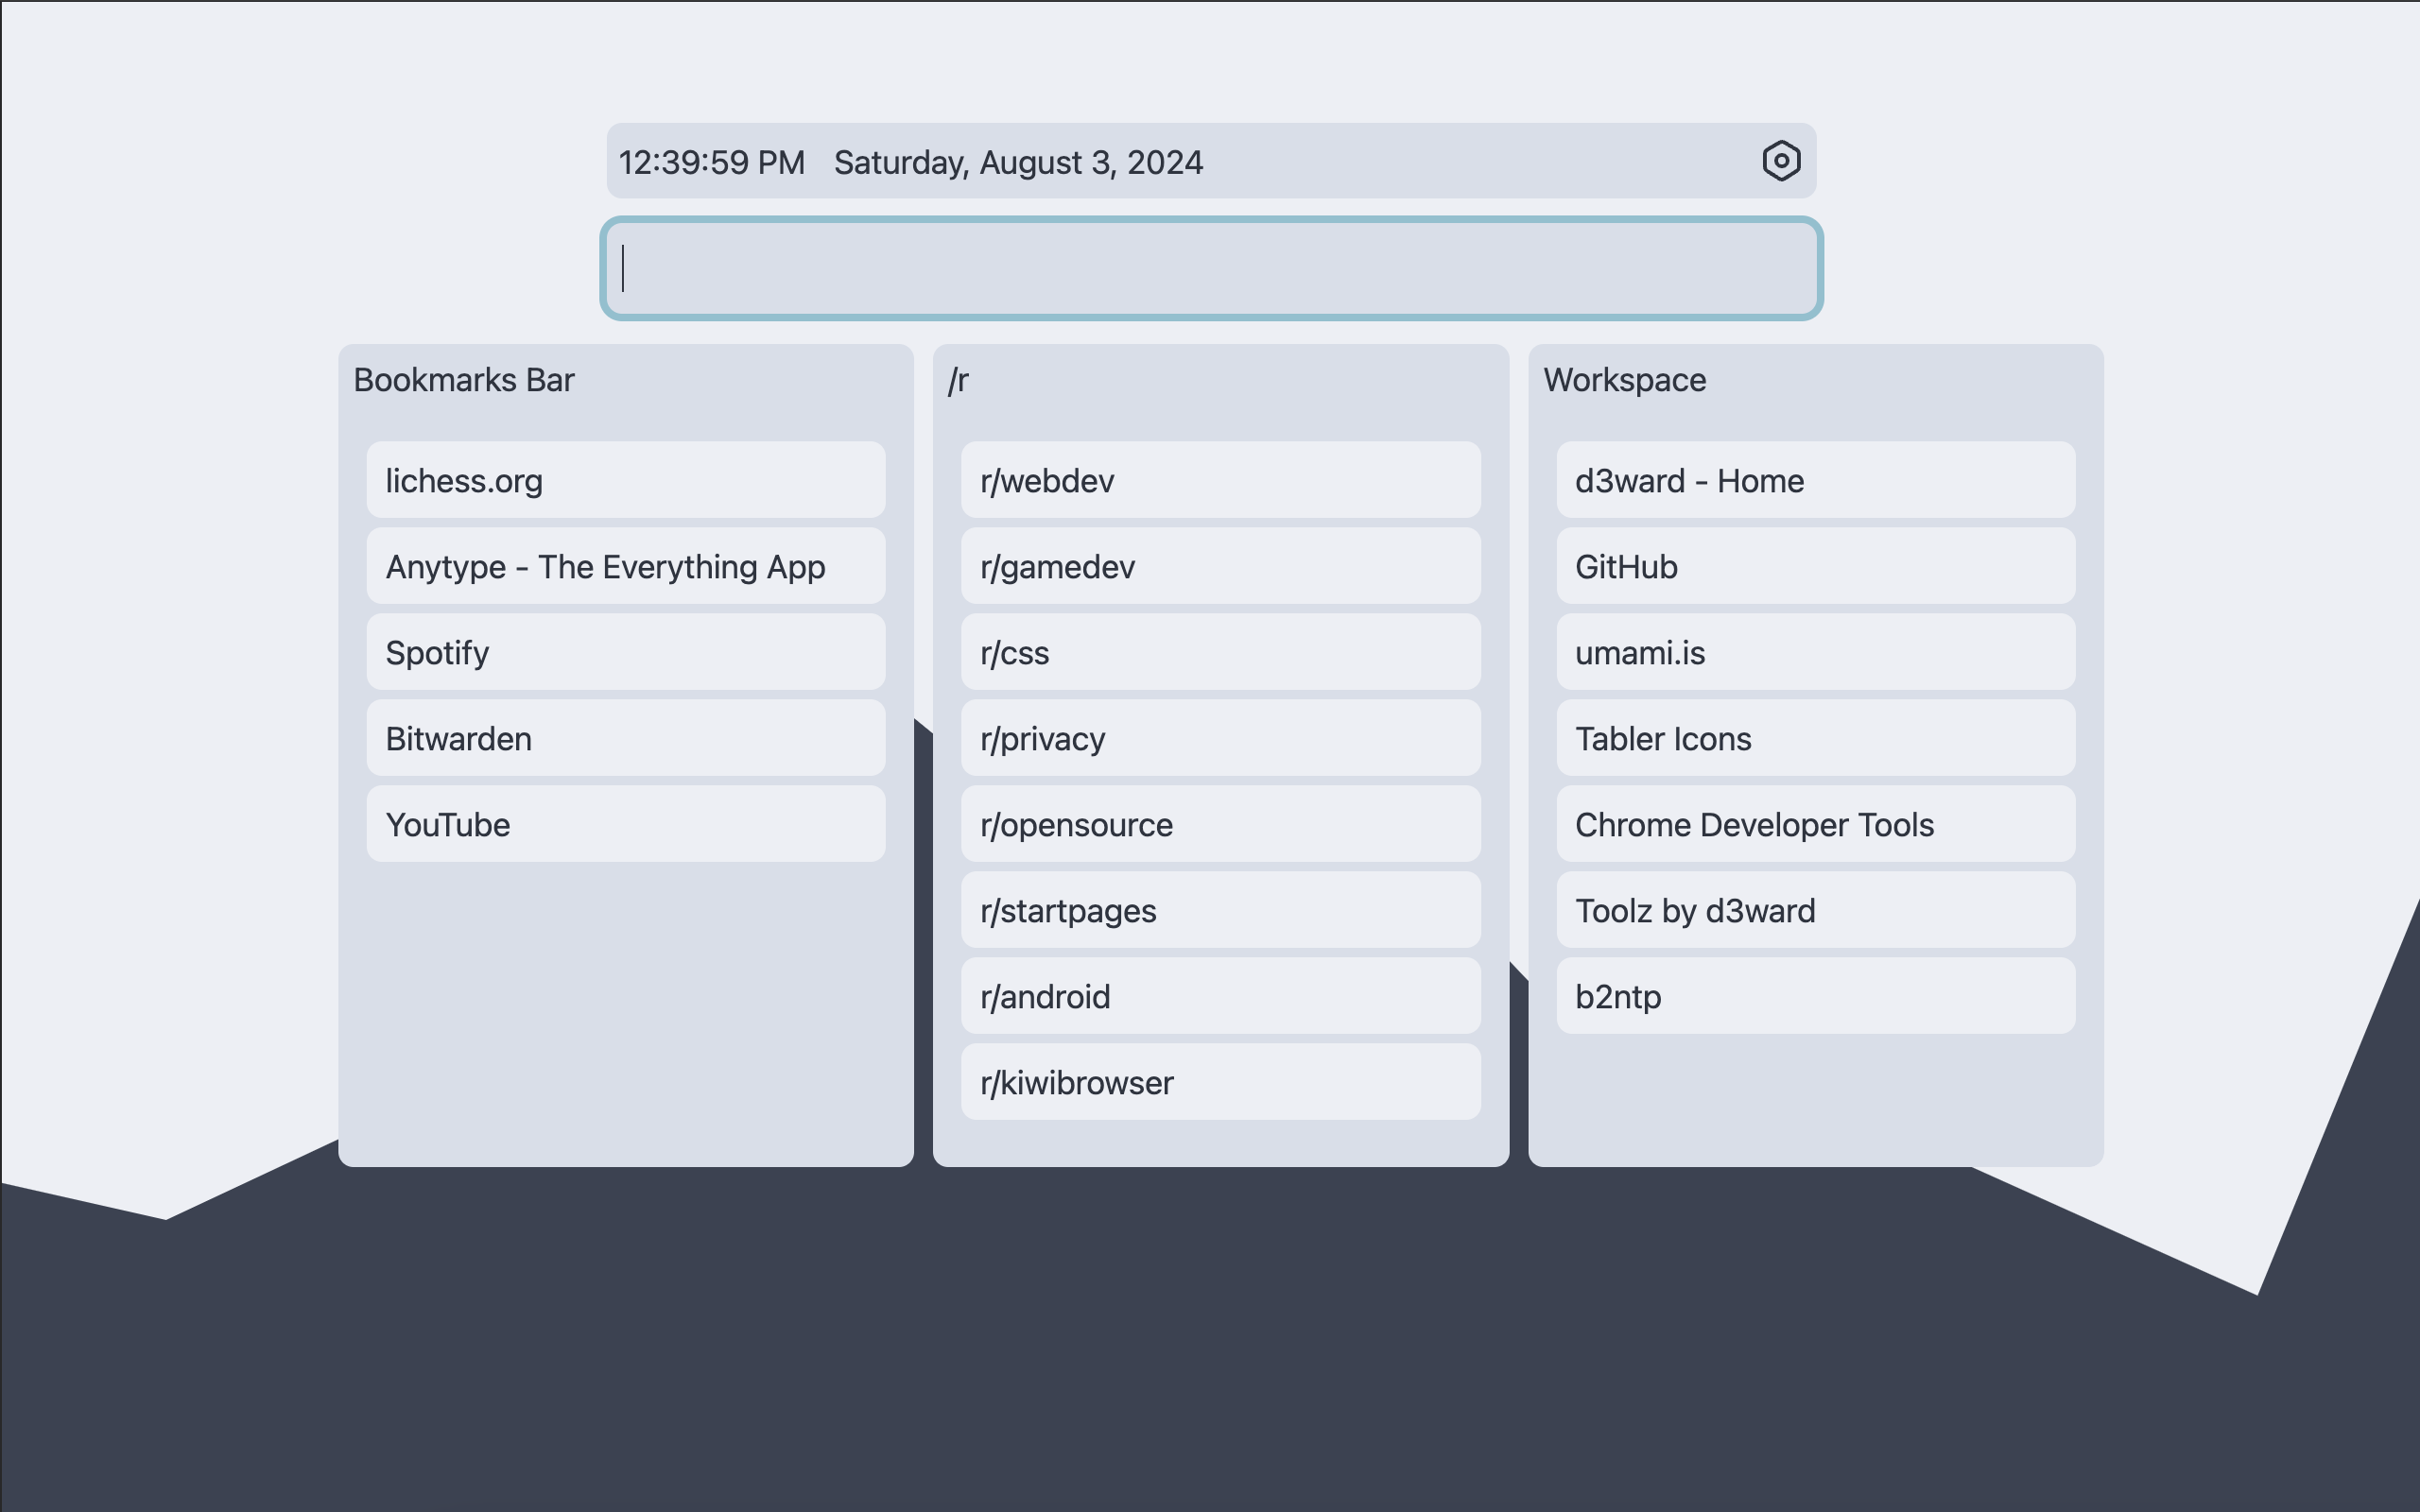 12:39:59 PM Saturday, August 3, 2024
Bookmarks Bar
lichess.org
Anytype - The Everything App
Spotify
Bitwarden
YouTube
/r
r/webdev
r/gamedev
r/css
r/privacy
r/opensource
r/startpages
r/android
r/kiwibrowser
Workspace
d3ward - Home
GitHub
umami.is
Tabler Icons
Chrome Developer Tools
Toolz by d3ward
b2ntp